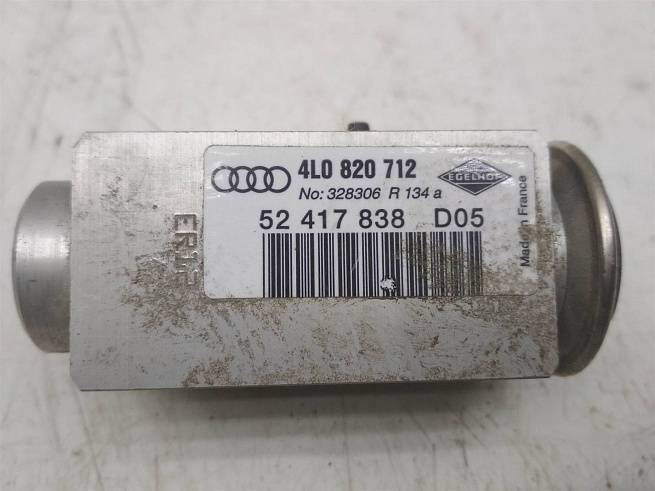 4L0 820 712
EGELHOF
No: 328306 R 134 a
52 417 838 D05
Made in France